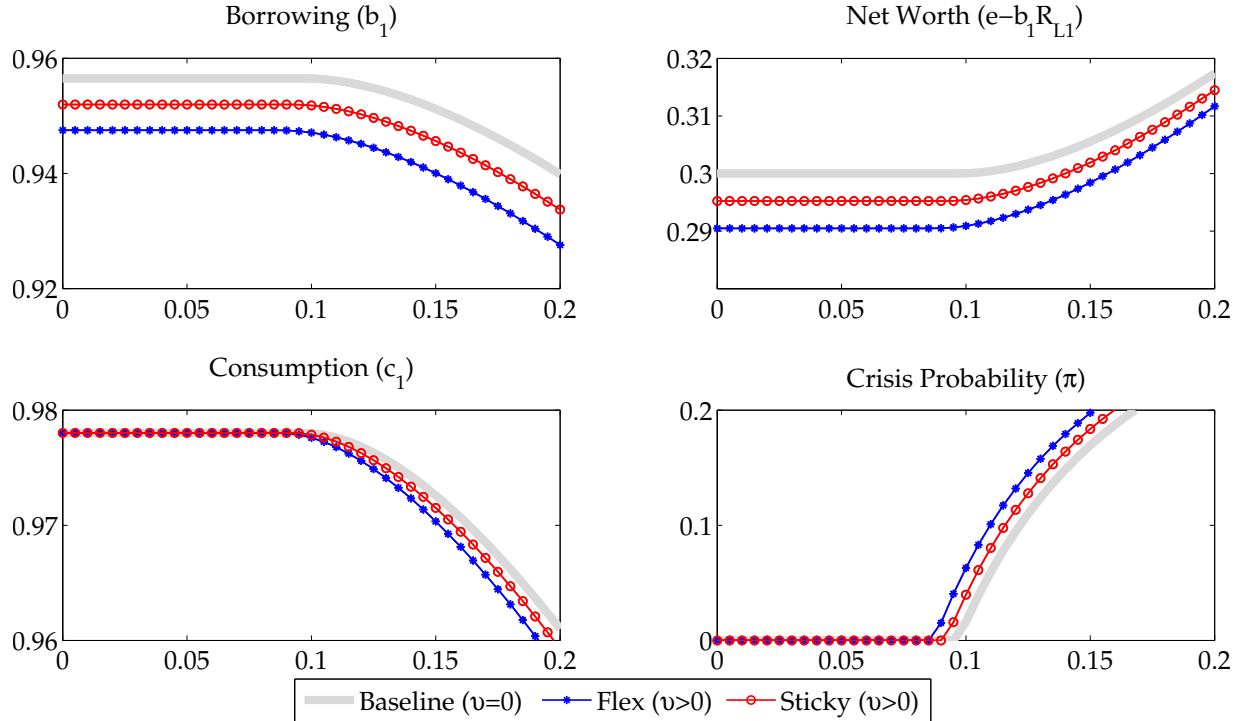 Borrowing (b₁)
0.96
0.94
0.92
0 0.05 0.1 0.15 0.2
Net Worth (e−b₁R_L1)
0.32
0.31
0.3
0.29
0 0.05 0.1 0.15 0.2
Consumption (c₁)
0.98
0.97
0.96
0 0.05 0.1 0.15 0.2
Crisis Probability (π)
0.2
0.1
0
0 0.05 0.1 0.15 0.2
Baseline (υ=0) Flex (υ>0) Sticky (υ>0)